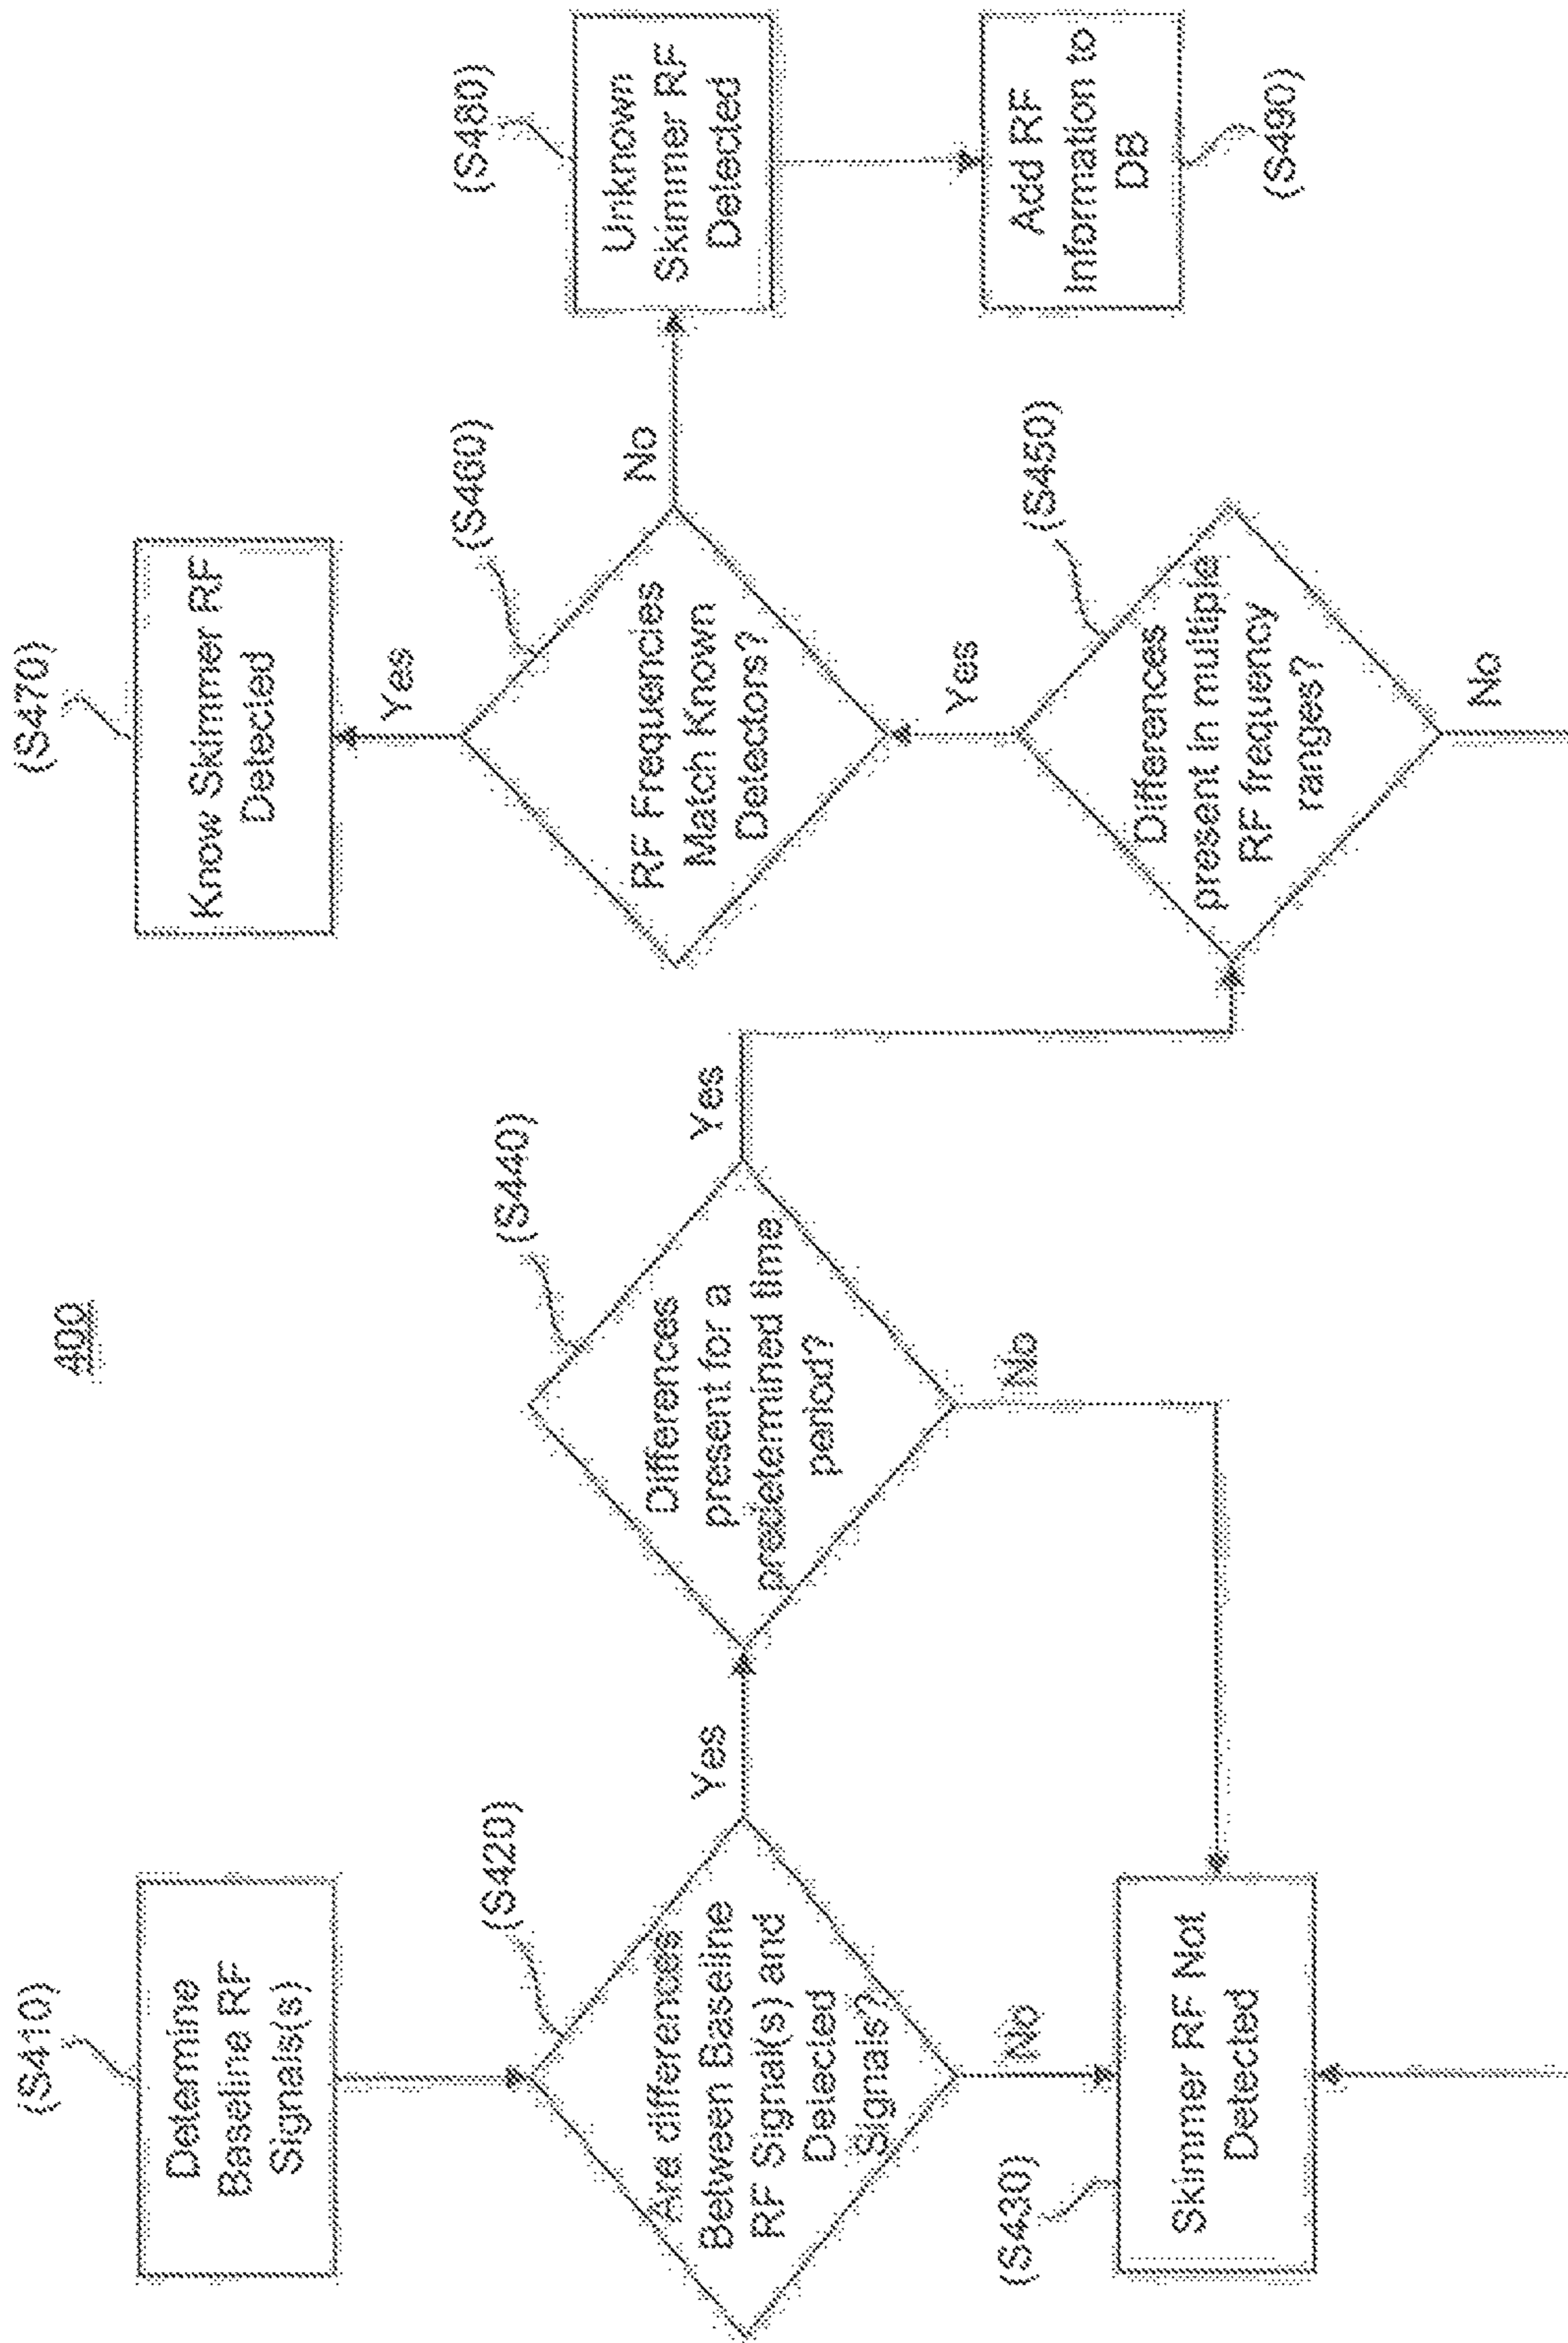 400
(S410)
Determine
Baseline RF
Signals(s)
(S420)
Are differences
Between Baseline
RF Signal(s) and
Detected
Signals?
Yes
No
(S430)
Skimmer RF Not
Detected
(S440)
Differences
present for a
predetermined time
period?
Yes
No
(S450)
Differences
present in multiple
RF frequency
ranges?
Yes
No
(S460)
RF Frequencies
Match Known
Detectors?
Yes
No
(S470)
Know Skimmer RF
Detected
(S480)
Unknown
Skimmer RF
Detected
Add RF
Information to
DB
(S490)